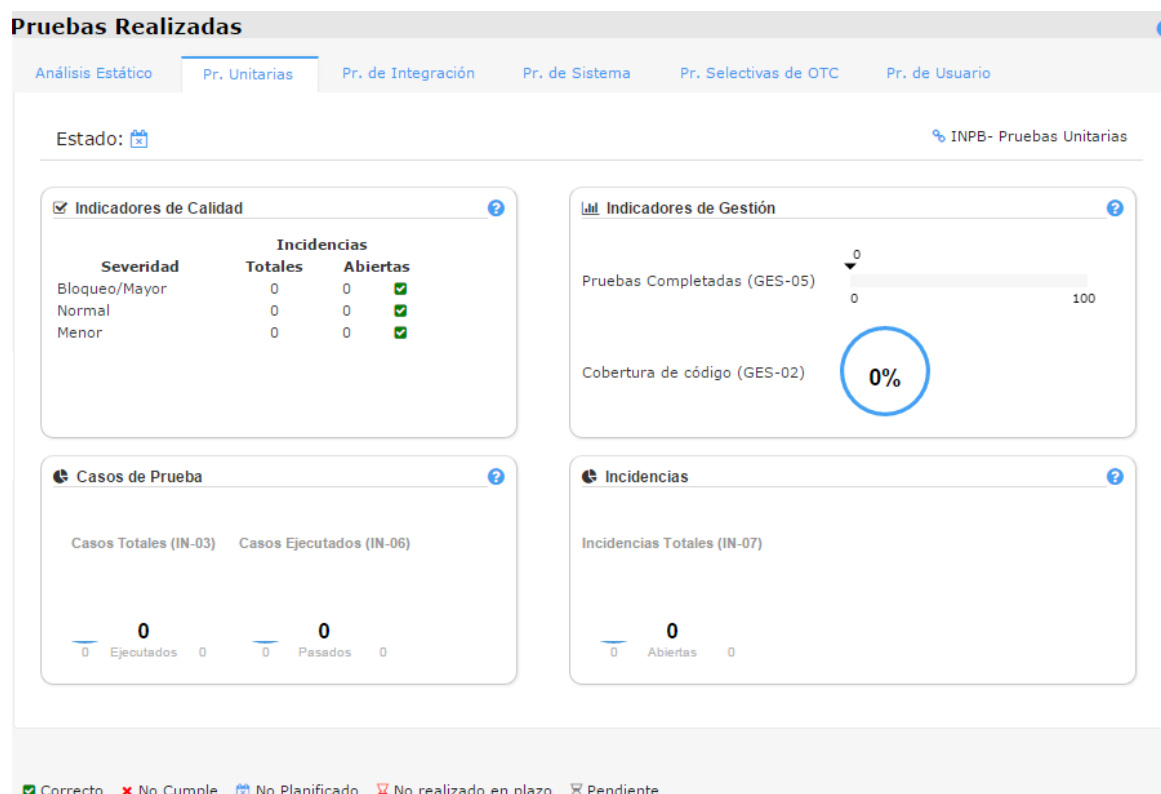 Pruebas Realizadas
Análisis Estático Pr. Unitarias Pr. de Integración Pr. de Sistema Pr. Selectivas de OTC Pr. de Usuario
Estado: INPB- Pruebas Unitarias
Indicadores de Calidad
Incidencias
Severidad Totales Abiertas
Bloqueo/Mayor 0 0
Normal 0 0
Menor 0 0
Indicadores de Gestión
0
Pruebas Completadas (GES-05)
0 100
Cobertura de código (GES-02) 0%
Casos de Prueba
Casos Totales (IN-03) Casos Ejecutados (IN-06)
0 0
0 Ejecutados 0 0 Pasados 0
Incidencias
Incidencias Totales (IN-07)
0
0 Abiertas 0
Correcto No Cumple No Planificado No realizado en plazo Pendiente